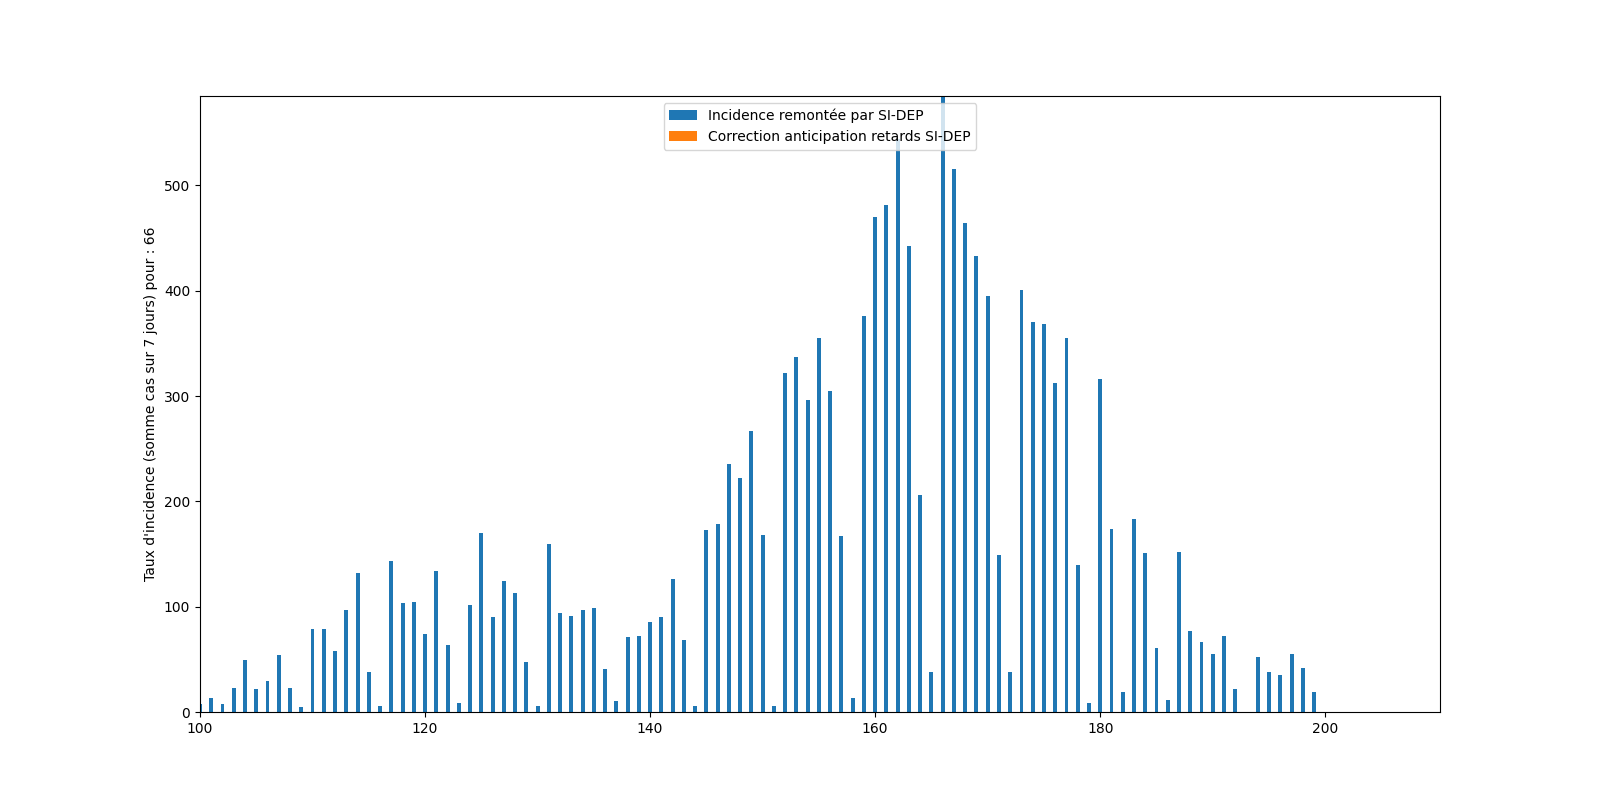 Incidence remontée par SI-DEP
Correction anticipation retards SI-DEP
Taux d'incidence (somme cas sur 7 jours) pour : 66
500
400
300
200
100
0
100 120 140 160 180 200